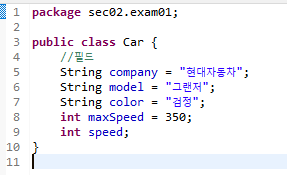 1 package sec02.exam01;
2
3 public class Car {
4 //필드
5 String company = "현대자동차";
6 String model = "그랜저";
7 String color = "검정";
8 int maxSpeed = 350;
9 int speed;
10 }
11